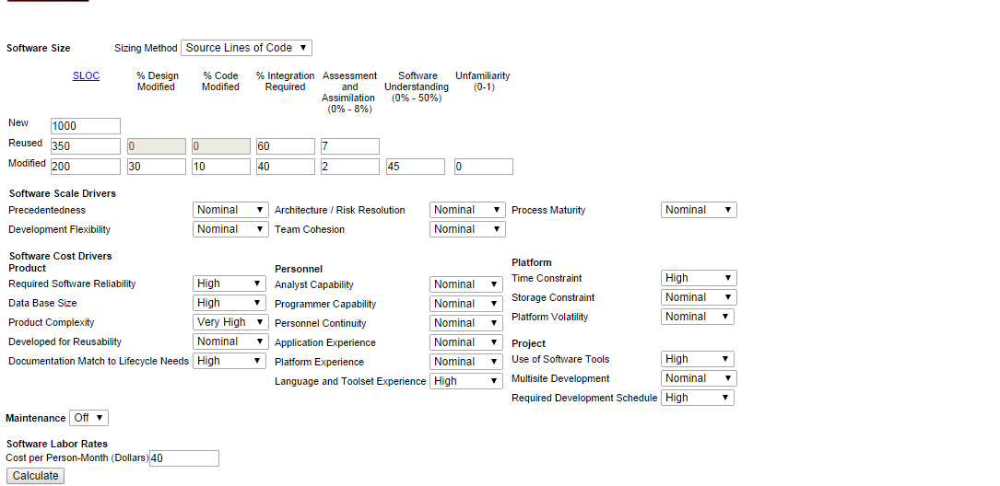 Software Size Sizing Method Source Lines of Code
SLOC % Design Modified % Code Modified % Integration Required Assessment and Assimilation (0% - 8%) Software Understanding (0% - 50%) Unfamiliarity (0-1)
New 1000
Reused 350 0 0 60 7
Modified 200 30 10 40 2 45 0
Software Scale Drivers
Precedentedness Nominal Architecture / Risk Resolution Nominal Process Maturity Nominal
Development Flexibility Nominal Team Cohesion Nominal
Software Cost Drivers
Product
Required Software Reliability High
Data Base Size High
Product Complexity Very High
Developed for Reusability Nominal
Documentation Match to Lifecycle Needs High
Personnel
Analyst Capability Nominal
Programmer Capability Nominal
Personnel Continuity Nominal
Application Experience Nominal
Platform Experience Nominal
Language and Toolset Experience High
Platform
Time Constraint High
Storage Constraint Nominal
Platform Volatility Nominal
Project
Use of Software Tools High
Multisite Development Nominal
Required Development Schedule High
Maintenance Off
Software Labor Rates
Cost per Person-Month (Dollars) 40
Calculate